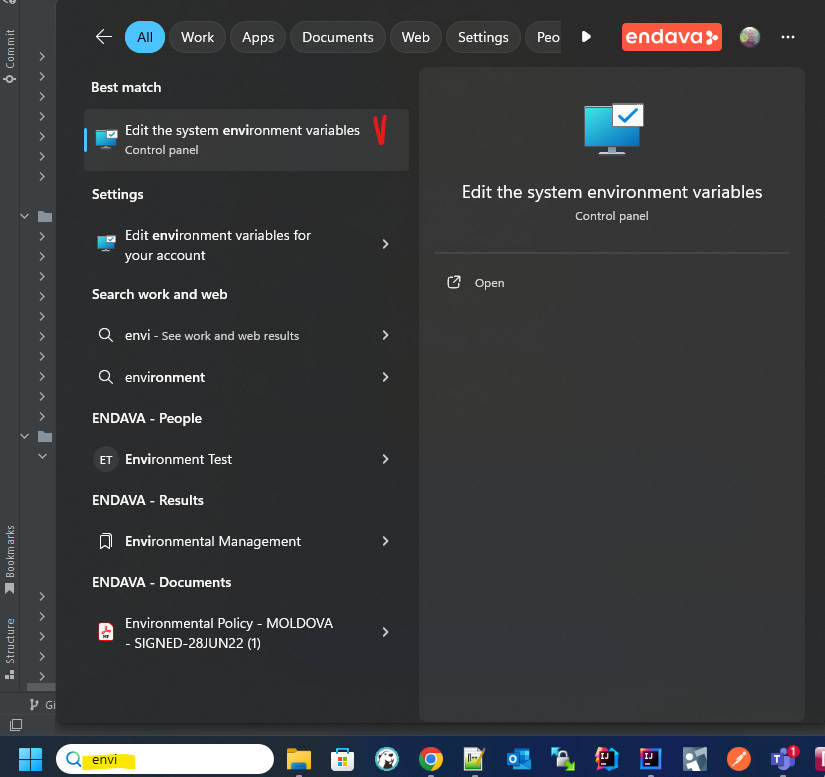 Commit
Bookmarks
Structure
Gi
All
Work
Apps
Documents
Web
Settings
Peo
endava
Best match
Edit the system environment variables
Control panel
Settings
Edit environment variables for
your account
Search work and web
envi - See work and web results
environment
ENDAVA - People
ET
Environment Test
ENDAVA - Results
Environmental Management
ENDAVA - Documents
Environmental Policy - MOLDOVA
- SIGNED-28JUN22 (1)
Edit the system environment variables
Control panel
Open
envi
IJ
IJ
T
1